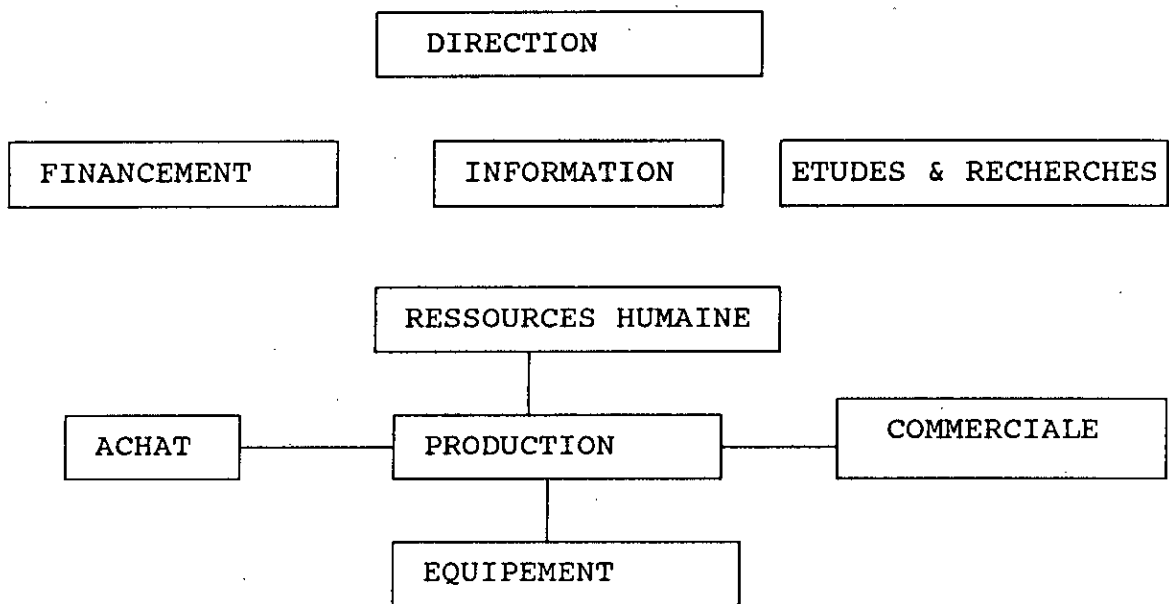 DIRECTION
FINANCEMENT
INFORMATION
ETUDES & RECHERCHES
RESSOURCES HUMAINE
ACHAT
PRODUCTION
COMMERCIALE
EQUIPEMENT